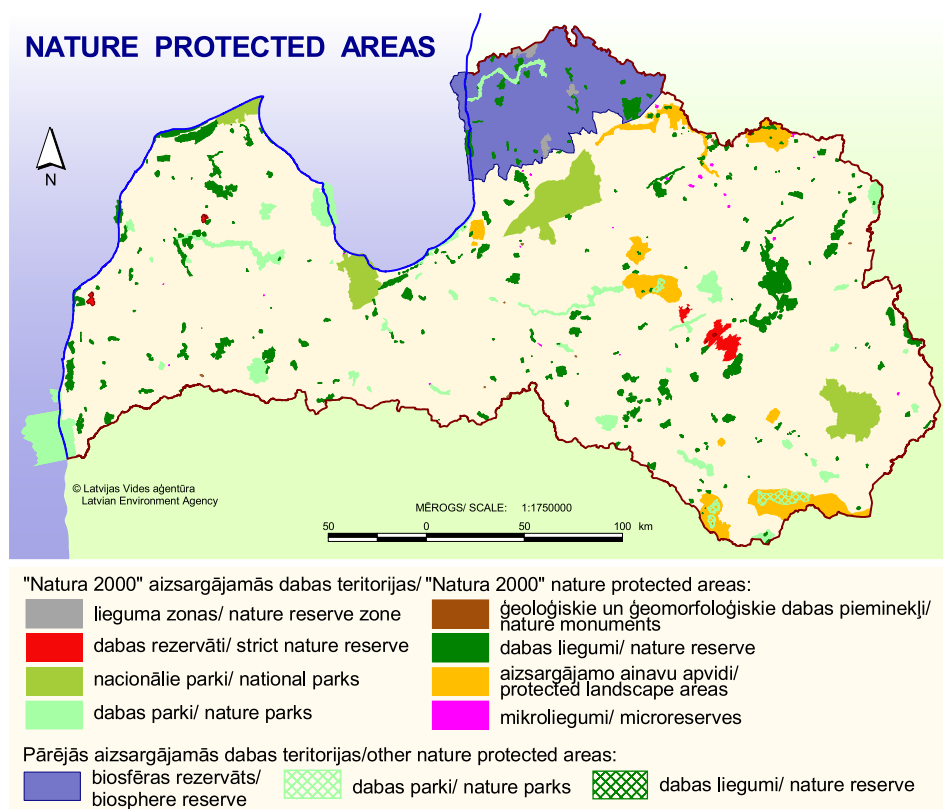 NATURE PROTECTED AREAS
N
© Latvijas Vides aģentūra
Latvian Environment Agency
MĒROGS/ SCALE: 1:1750000
50 0 50 100 km
"Natura 2000" aizsargājamās dabas teritorijas/ "Natura 2000" nature protected areas:
lieguma zonas/ nature reserve zone
dabas rezervāti/ strict nature reserve
nacionālie parki/ national parks
dabas parki/ nature parks
ģeoloģiskie un ģeomorfoloģiskie dabas pieminekļi/
nature monuments
dabas liegumi/ nature reserve
aizsargājamo ainavu apvidi/
protected landscape areas
mikroliegumi/ microreserves
Pārējās aizsargājamās dabas teritorijas/other nature protected areas:
biosfēras rezervāts/
biosphere reserve
dabas parki/ nature parks
dabas liegumi/ nature reserve